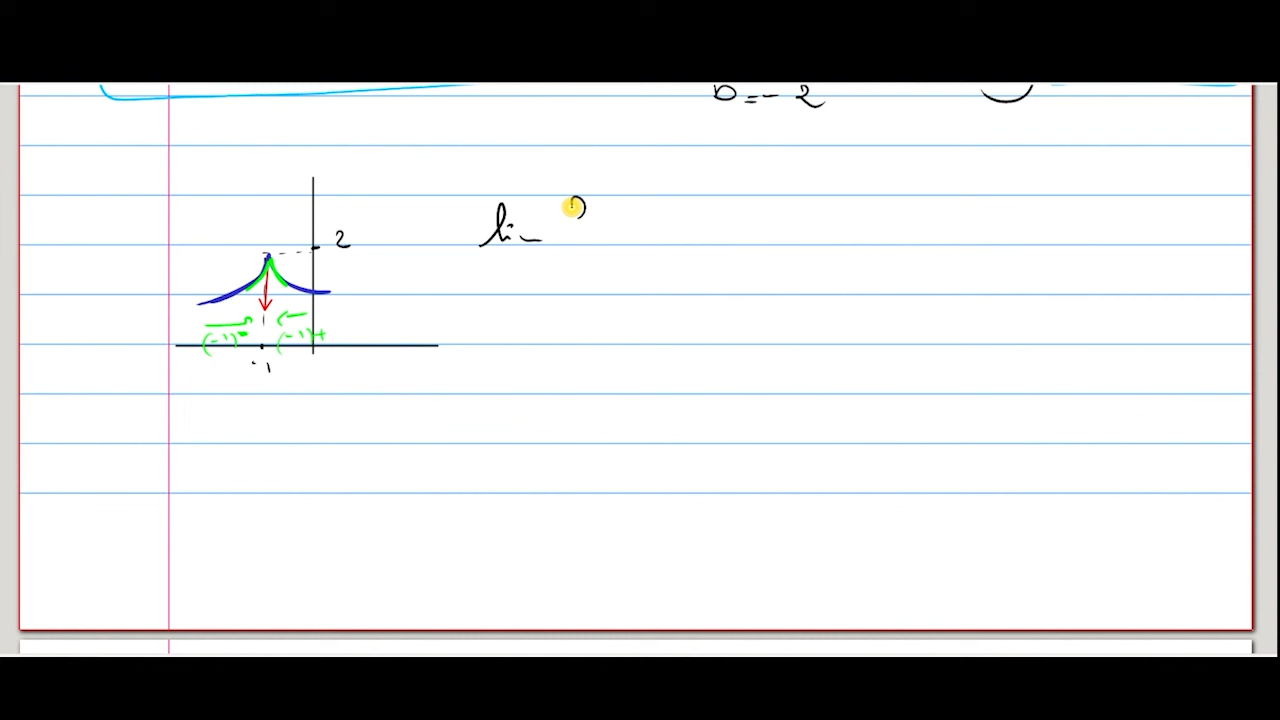 b = - 2
2
lim
(-1)⁻ (-1)+
-1